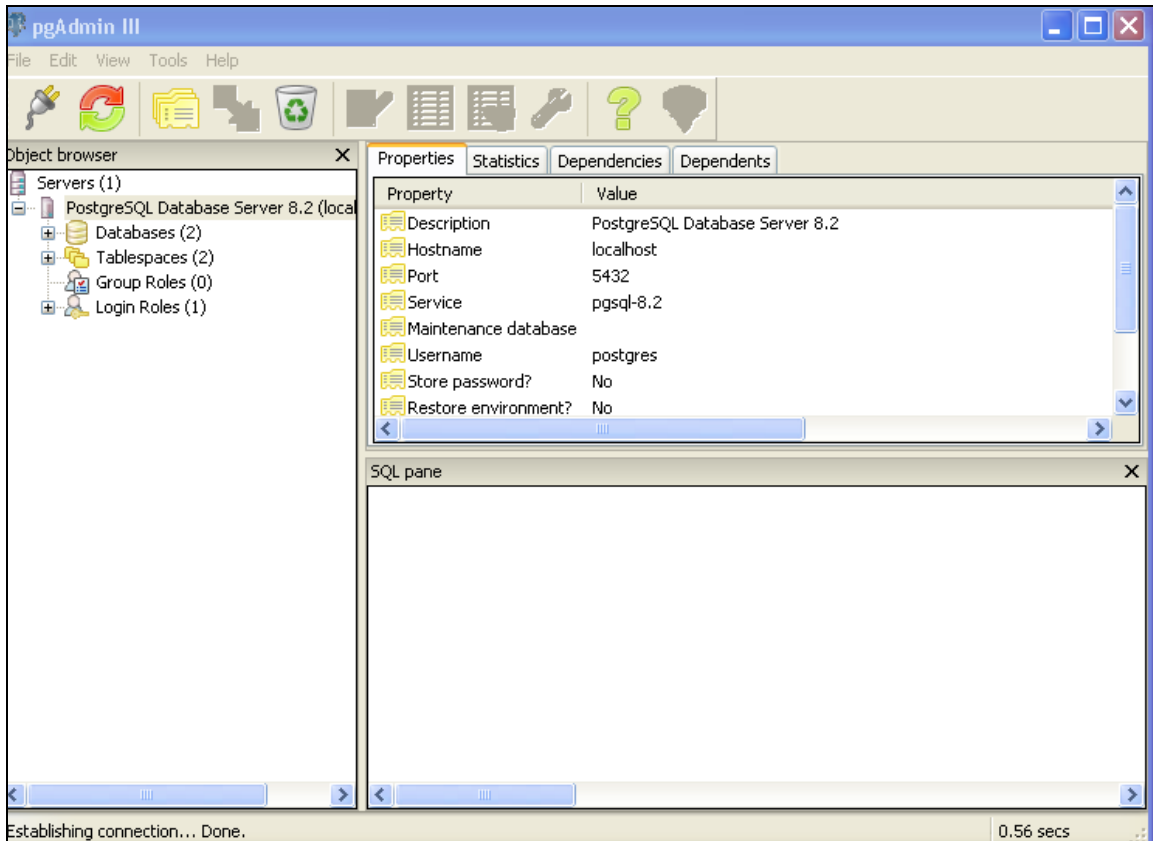 pgAdmin III
File Edit View Tools Help
Object browser
Servers (1)
PostgreSQL Database Server 8.2 (local
Databases (2)
Tablespaces (2)
Group Roles (0)
Login Roles (1)
Properties Statistics Dependencies Dependents
Property Value
Description PostgreSQL Database Server 8.2
Hostname localhost
Port 5432
Service pgsql-8.2
Maintenance database
Username postgres
Store password? No
Restore environment? No
SQL pane
Establishing connection... Done. 0.56 secs